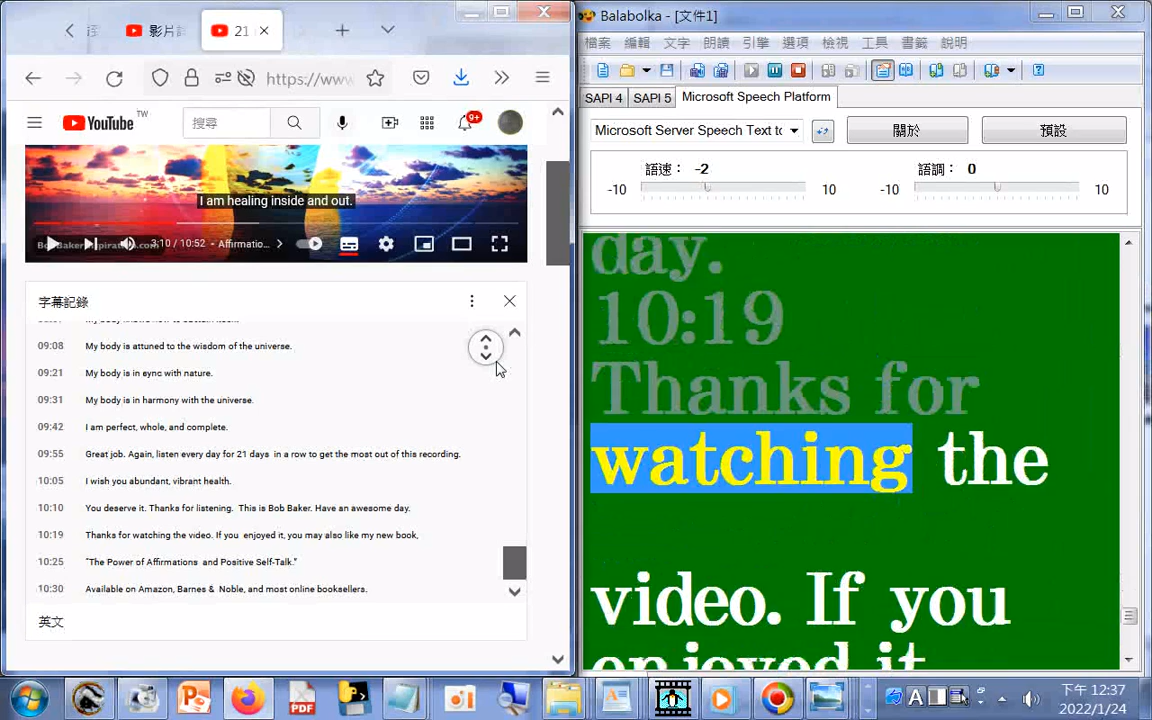 影片
21
https://www
YouTube TW
搜尋
9+
I am healing inside and out.
BobBakerInspiration.com
3:10 / 10:52 • Affirmatio...
字幕記錄
09:08 My body is attuned to the wisdom of the universe.
09:21 My body is in sync with nature.
09:31 My body is in harmony with the universe.
09:42 I am perfect, whole, and complete.
09:55 Great job. Again, listen every day for 21 days in a row to get the most out of this recording.
10:05 I wish you abundant, vibrant health.
10:10 You deserve it. Thanks for listening. This is Bob Baker. Have an awesome day.
10:19 Thanks for watching the video. If you enjoyed it, you may also like my new book,
10:25 "The Power of Affirmations and Positive Self-Talk."
10:30 Available on Amazon, Barnes & Noble, and most online booksellers.
英文
Balabolka - [文件1]
檔案 編輯 文字 朗讀 引擎 選項 檢視 工具 書籤 說明
SAPI 4 SAPI 5 Microsoft Speech Platform
Microsoft Server Speech Text to
關於 預設
語速： -2 語調： 0
-10 10 -10 10
day.
10:19
Thanks for
watching the
video. If you
enjoyed it
PDF
A
下午 12:37
2022/1/24